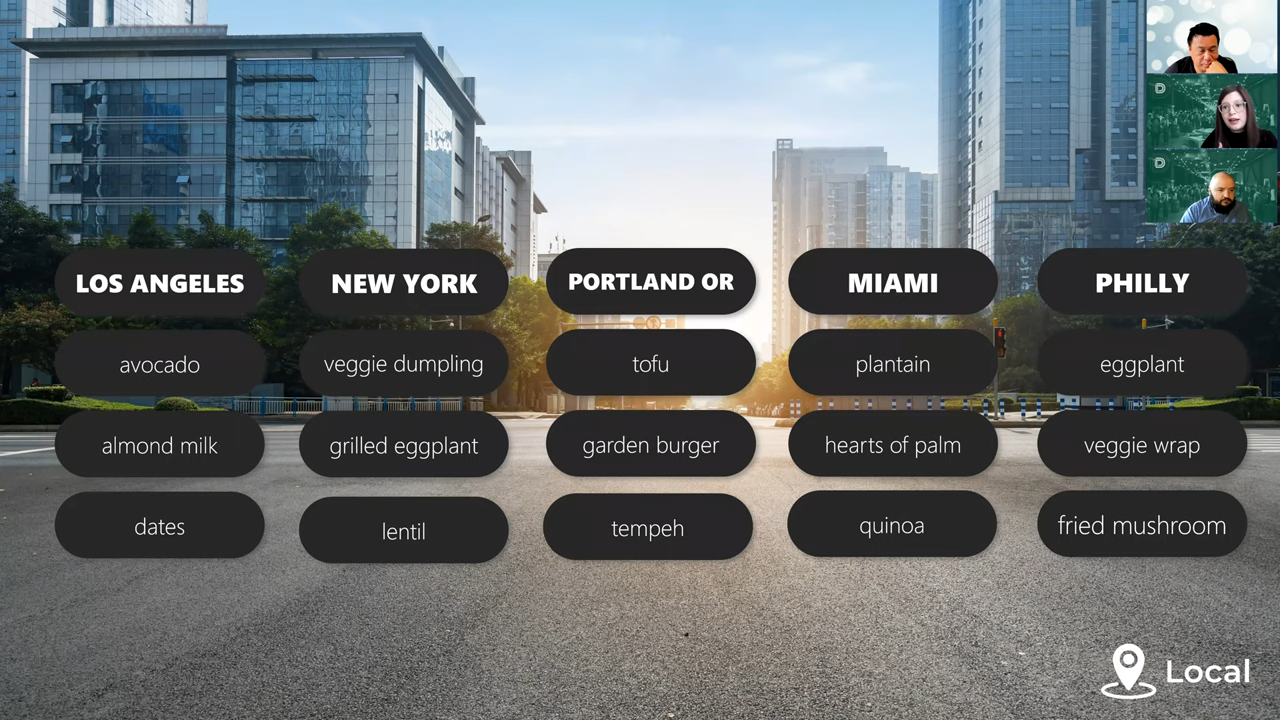 LOS ANGELES
NEW YORK
PORTLAND OR
MIAMI
PHILLY
avocado
veggie dumpling
tofu
plantain
eggplant
almond milk
grilled eggplant
garden burger
hearts of palm
veggie wrap
dates
lentil
tempeh
quinoa
fried mushroom
Local